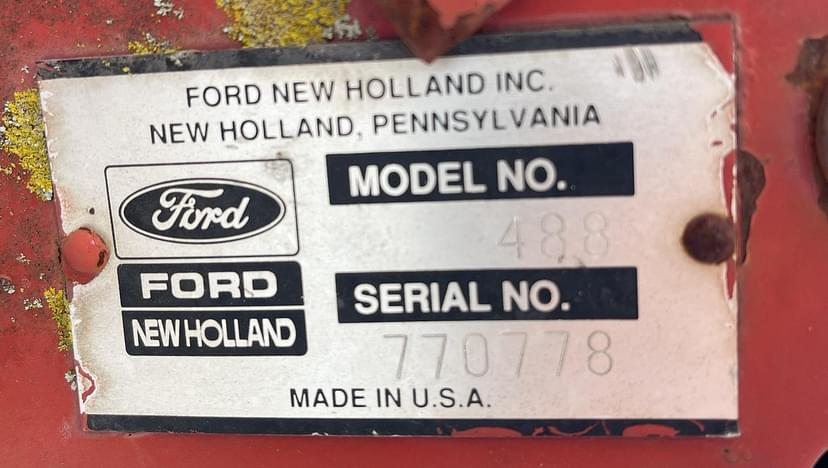 FORD NEW HOLLAND INC.
NEW HOLLAND, PENNSYLVANIA
Ford
FORD
NEW HOLLAND
MODEL NO.
488
SERIAL NO.
770778
MADE IN U.S.A.